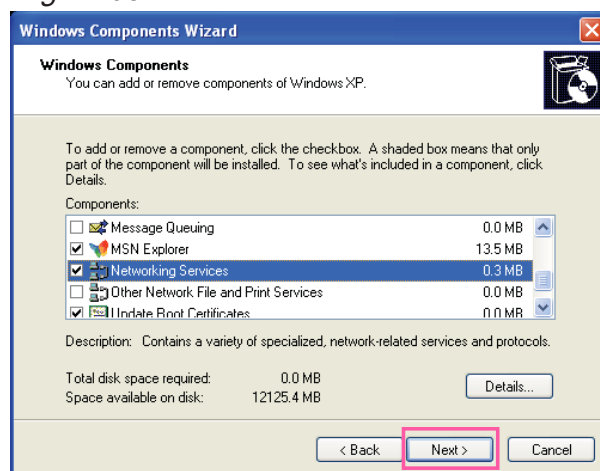 Windows Components Wizard
Windows Components
You can add or remove components of Windows XP.
To add or remove a component, click the checkbox. A shaded box means that only
part of the component will be installed. To see what's included in a component, click
Details.
Components:
Message Queuing 0.0 MB
MSN Explorer 13.5 MB
Networking Services 0.3 MB
Other Network File and Print Services 0.0 MB
Update Root Certificates 0.0 MB
Description: Contains a variety of specialized, network-related services and protocols.
Total disk space required: 0.0 MB
Space available on disk: 12125.4 MB
Details...
< Back Next > Cancel